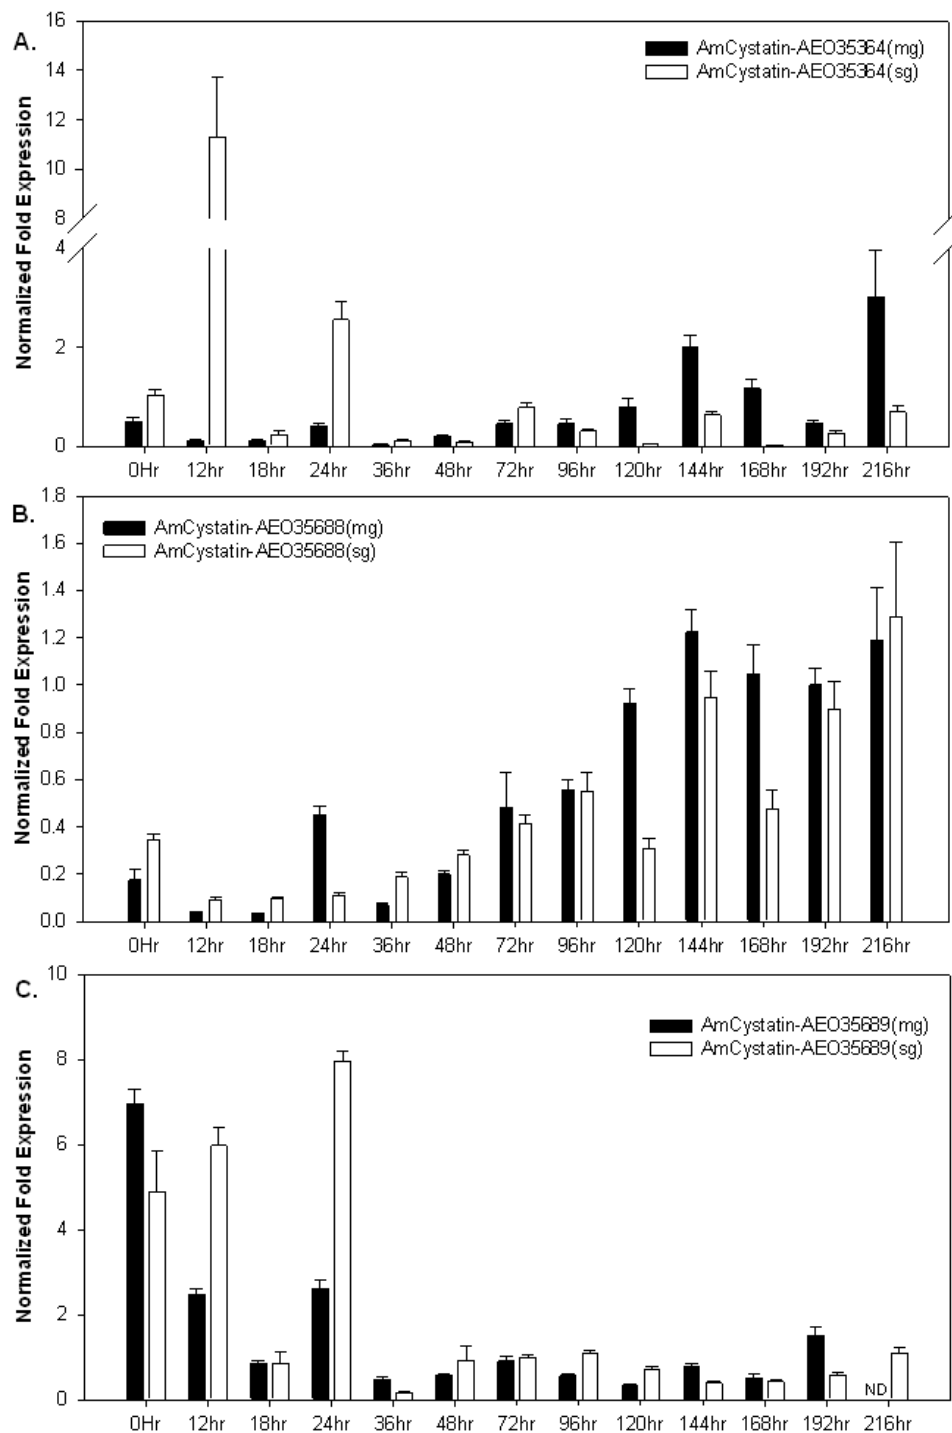 A.
Normalized Fold Expression
16
14
12
10
8
4
2
0
AmCystatin-AEO35364(mg)
AmCystatin-AEO35364(sg)
0Hr 12hr 18hr 24hr 36hr 48hr 72hr 96hr 120hr 144hr 168hr 192hr 216hr
B.
Normalized Fold Expression
1.8
1.6
1.4
1.2
1.0
0.8
0.6
0.4
0.2
0.0
AmCystatin-AEO35688(mg)
AmCystatin-AEO35688(sg)
0Hr 12hr 18hr 24hr 36hr 48hr 72hr 96hr 120hr 144hr 168hr 192hr 216hr
C.
Normalized Fold Expression
10
8
6
4
2
0
AmCystatin-AEO35689(mg)
AmCystatin-AEO35689(sg)
ND
0Hr 12hr 18hr 24hr 36hr 48hr 72hr 96hr 120hr 144hr 168hr 192hr 216hr